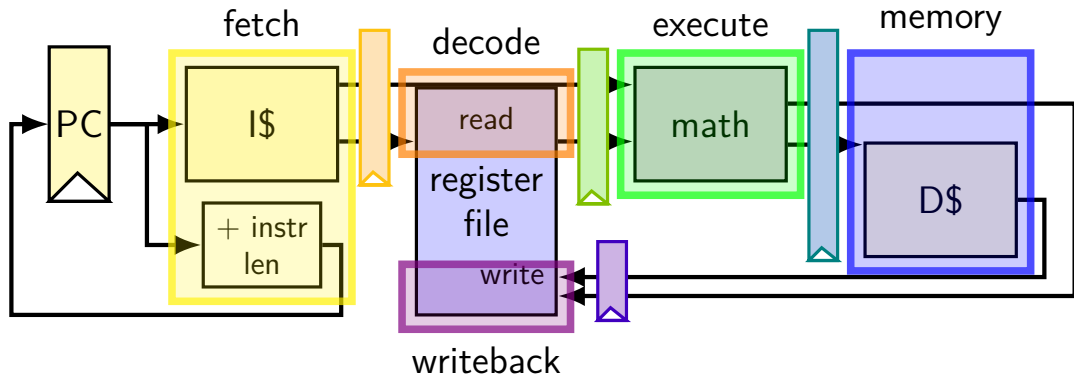 fetch
decode
execute
memory
PC
I$
read
math
register
file
+ instr
len
D$
write
writeback